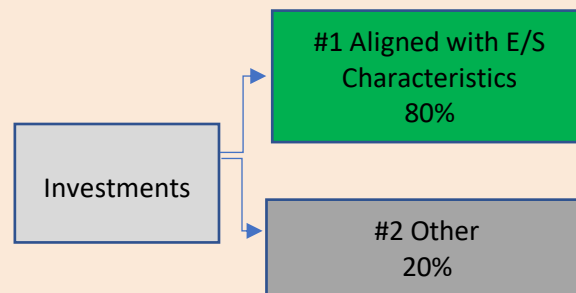 #1 Aligned with E/S
Characteristics
80%
Investments
#2 Other
20%